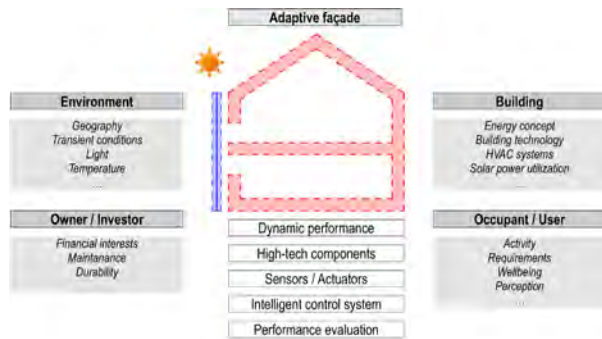 Adaptive façade
Environment
Geography
Transient conditions
Light
Temperature
...
Owner / Investor
Financial interests
Maintanance
Durability
Dynamic performance
High-tech components
Sensors / Actuators
Intelligent control system
Performance evaluation
Building
Energy concept
Building technology
HVAC systems
Solar power utilization
...
Occupant / User
Activity
Requirements
Wellbeing
Perception
...